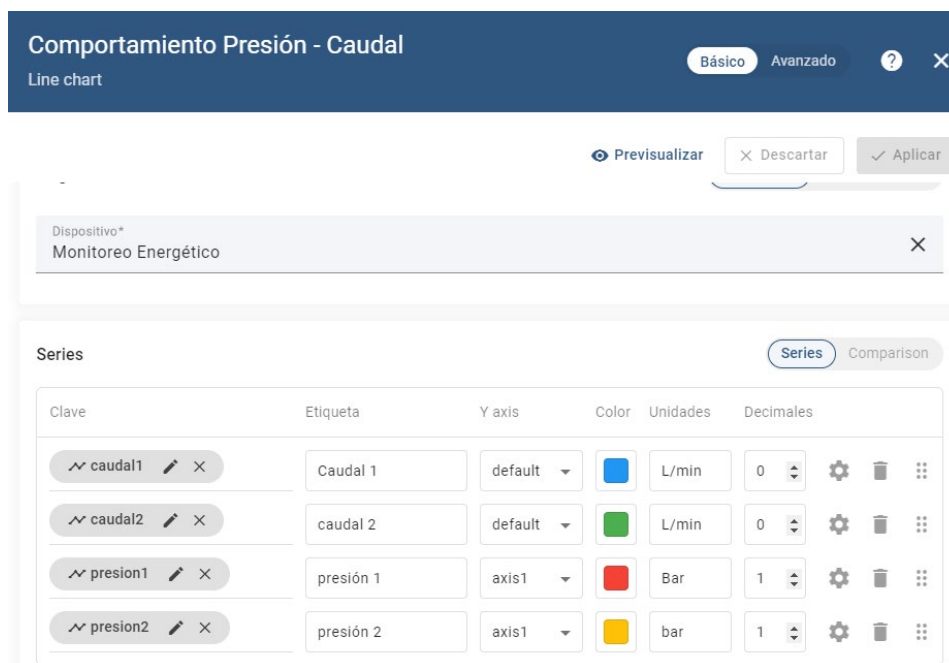 Comportamiento Presión - Caudal
Line chart
Básico Avanzado ?
Previsualizar Descartar Aplicar
Dispositivo*
Monitoreo Energético
Series Series Comparison
Clave Etiqueta Y axis Color Unidades Decimales
caudal1 Caudal 1 default L/min 0
caudal2 caudal 2 default L/min 0
presion1 presión 1 axis1 Bar 1
presion2 presión 2 axis1 bar 1